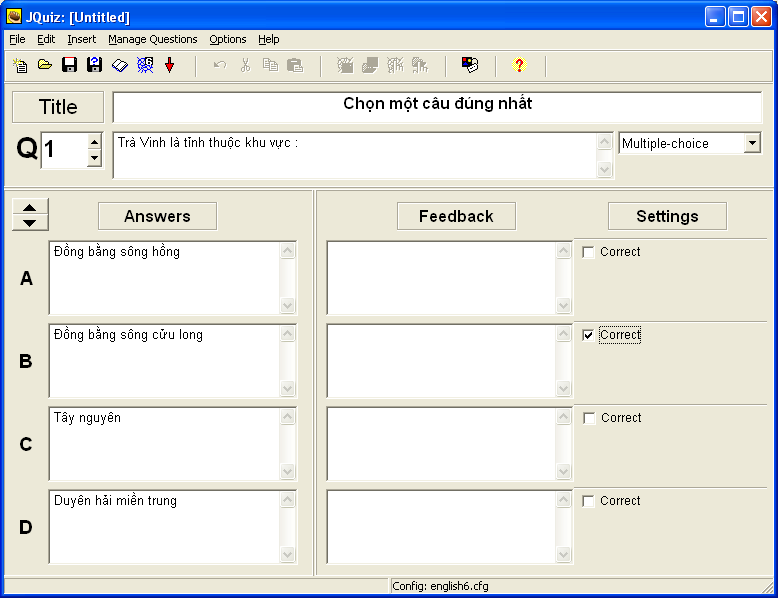 JQuiz: [Untitled]
File Edit Insert Manage Questions Options Help
Title
Chọn một câu đúng nhất
Q 1
Trà Vinh là tỉnh thuộc khu vực :
Multiple-choice
Answers Feedback Settings
A
Đồng bằng sông hồng
Correct
B
Đồng bằng sông cửu long
Correct
C
Tây nguyên
Correct
D
Duyên hải miền trung
Correct
Config: english6.cfg